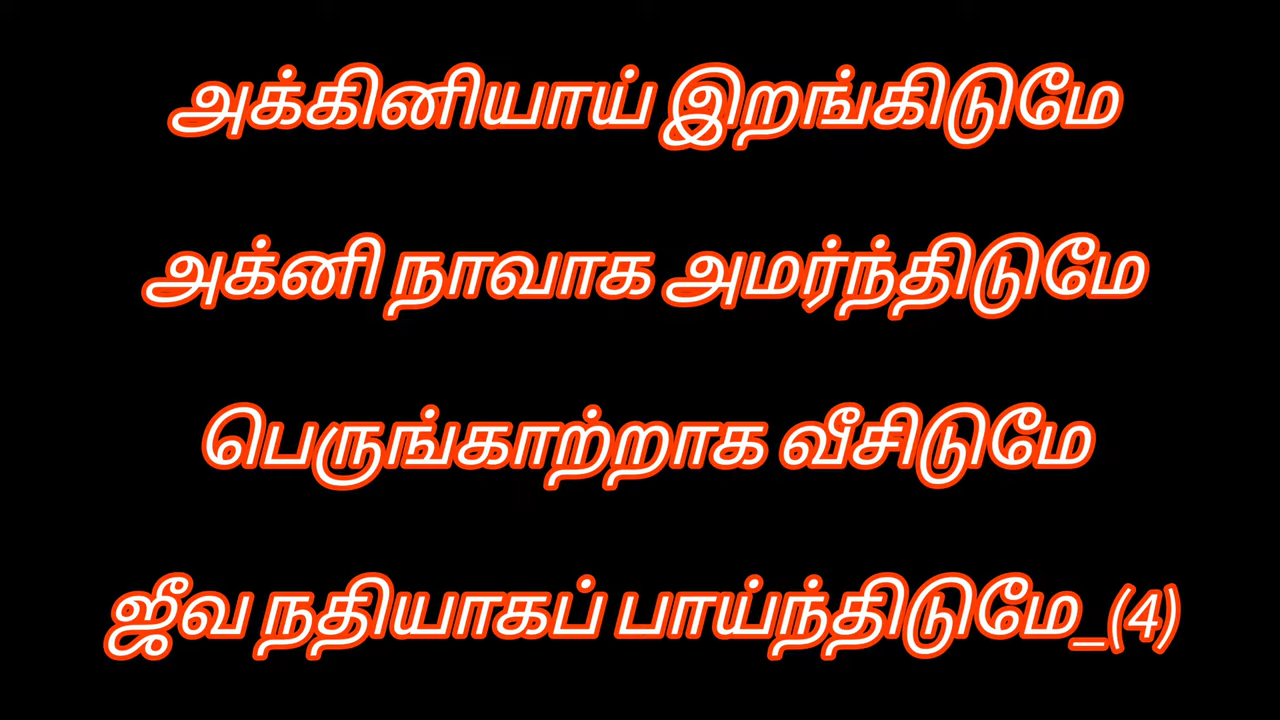 அக்கினியாய் இறங்கிடுமே
அக்னி நாவாக அமர்ந்திடுமே
பெருங்காற்றாக வீசிடுமே
ஜீவ நதியாகப் பாய்ந்திடுமே_(4)